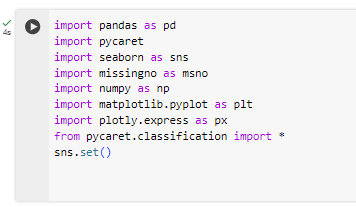 4s
import pandas as pd
import pycaret
import seaborn as sns
import missingno as msno
import numpy as np
import matplotlib.pyplot as plt
import plotly.express as px
from pycaret.classification import *
sns.set()